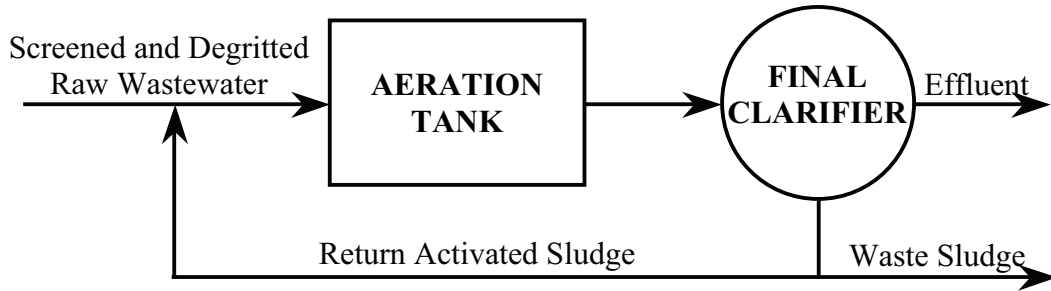 Screened and Degritted
Raw Wastewater
AERATION
TANK
FINAL
CLARIFIER
Effluent
Return Activated Sludge
Waste Sludge